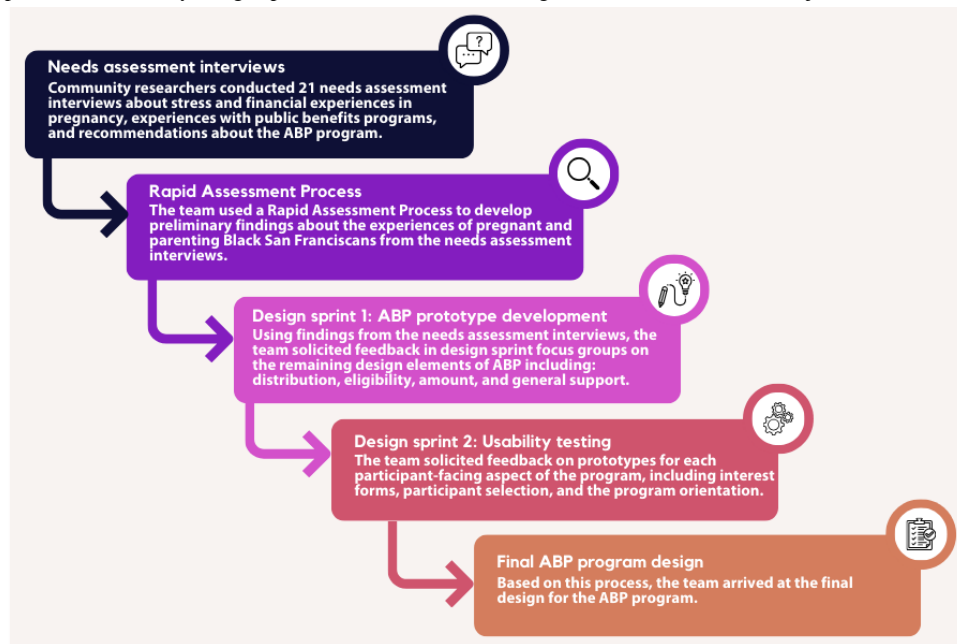 Needs assessment interviews
Community researchers conducted 21 needs assessment
interviews about stress and financial experiences in
pregnancy, experiences with public benefits programs,
and recommendations about the ABP program.
Rapid Assessment Process
The team used a Rapid Assessment Process to develop
preliminary findings about the experiences of pregnant and
parenting Black San Franciscans from the needs assessment
interviews.
Design sprint 1: ABP prototype development
Using findings from the needs assessment interviews, the
team solicited feedback in design sprint focus groups on
the remaining design elements of ABP including:
distribution, eligibility, amount, and general support.
Design sprint 2: Usability testing
The team solicited feedback on prototypes for each
participant-facing aspect of the program, including interest
forms, participant selection, and the program orientation.
Final ABP program design
Based on this process, the team arrived at the final
design for the ABP program.